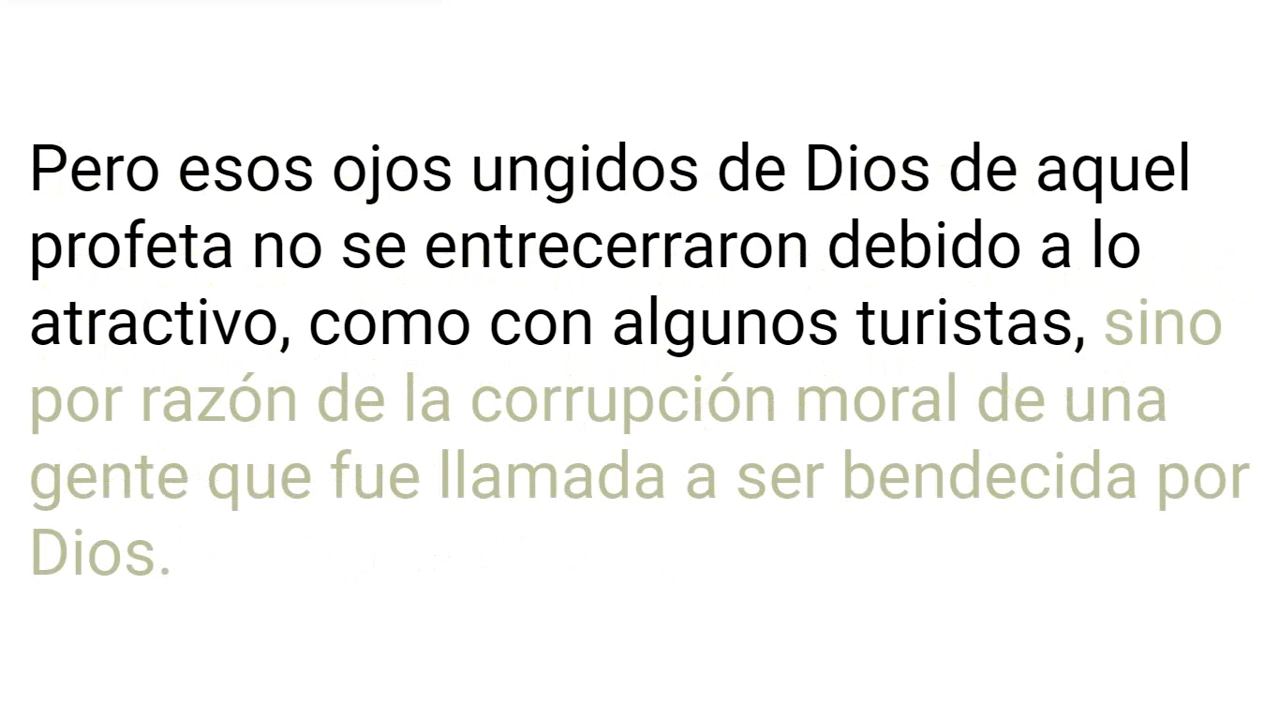 Pero esos ojos ungidos de Dios de aquel
profeta no se entrecerraron debido a lo
atractivo, como con algunos turistas, sino
por razón de la corrupción moral de una
gente que fue llamada a ser bendecida por
Dios.